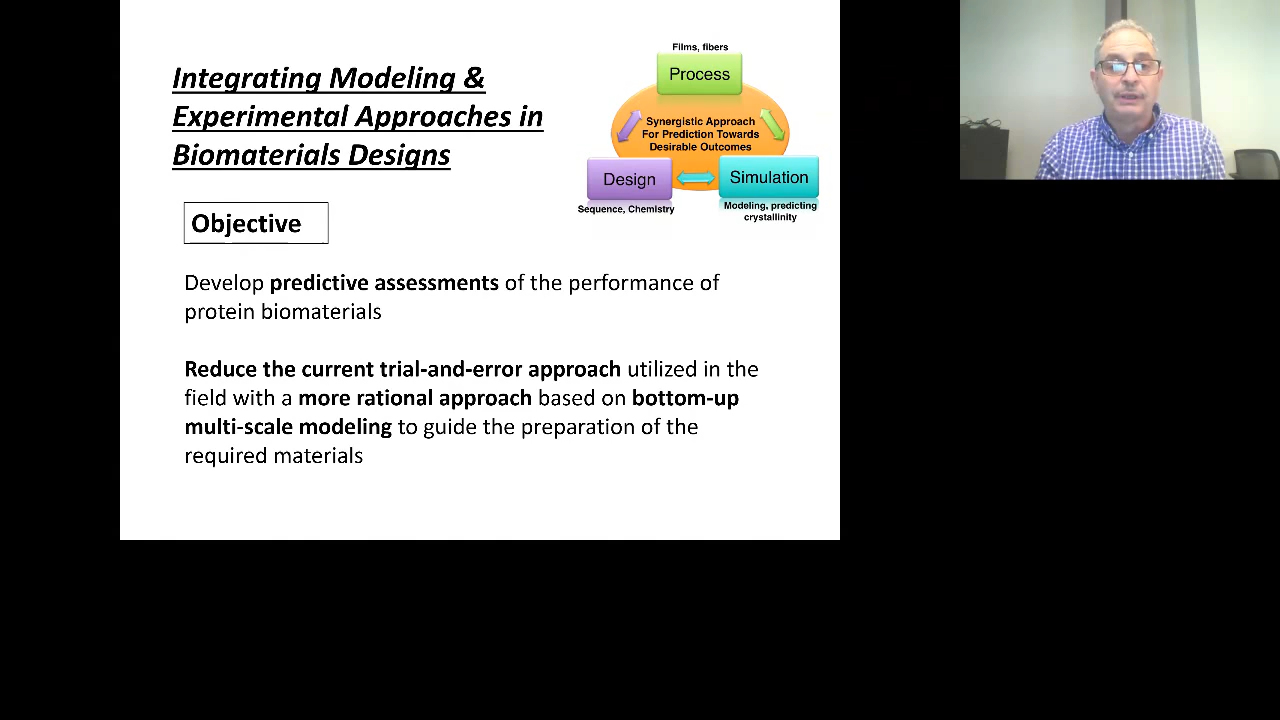 Integrating Modeling &
Experimental Approaches in
Biomaterials Designs
Films, fibers
Process
Synergistic Approach
For Prediction Towards
Desirable Outcomes
Design
Simulation
Sequence, Chemistry
Modeling, predicting
crystallinity
Objective
Develop predictive assessments of the performance of
protein biomaterials
Reduce the current trial-and-error approach utilized in the
field with a more rational approach based on bottom-up
multi-scale modeling to guide the preparation of the
required materials